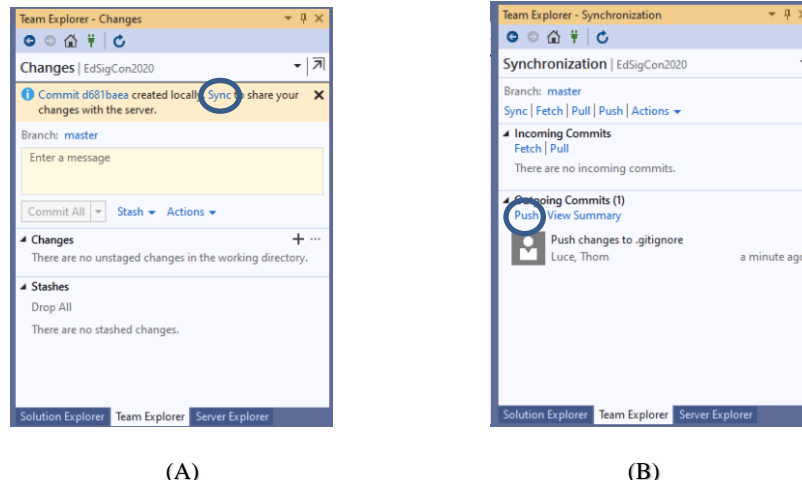 Team Explorer - Changes
Changes | EdSigCon2020
Commit d681baea created locally. Sync to share your
changes with the server.
Branch: master
Enter a message
Commit All Stash Actions
Changes
There are no unstaged changes in the working directory.
Stashes
Drop All
There are no stashed changes.
Solution Explorer Team Explorer Server Explorer
(A)
Team Explorer - Synchronization
Synchronization | EdSigCon2020
Branch: master
Sync | Fetch | Pull | Push | Actions
Incoming Commits
Fetch | Pull
There are no incoming commits.
Outgoing Commits (1)
Push View Summary
Push changes to .gitignore
Luce, Thom a minute ago
Solution Explorer Team Explorer Server Explorer
(B)